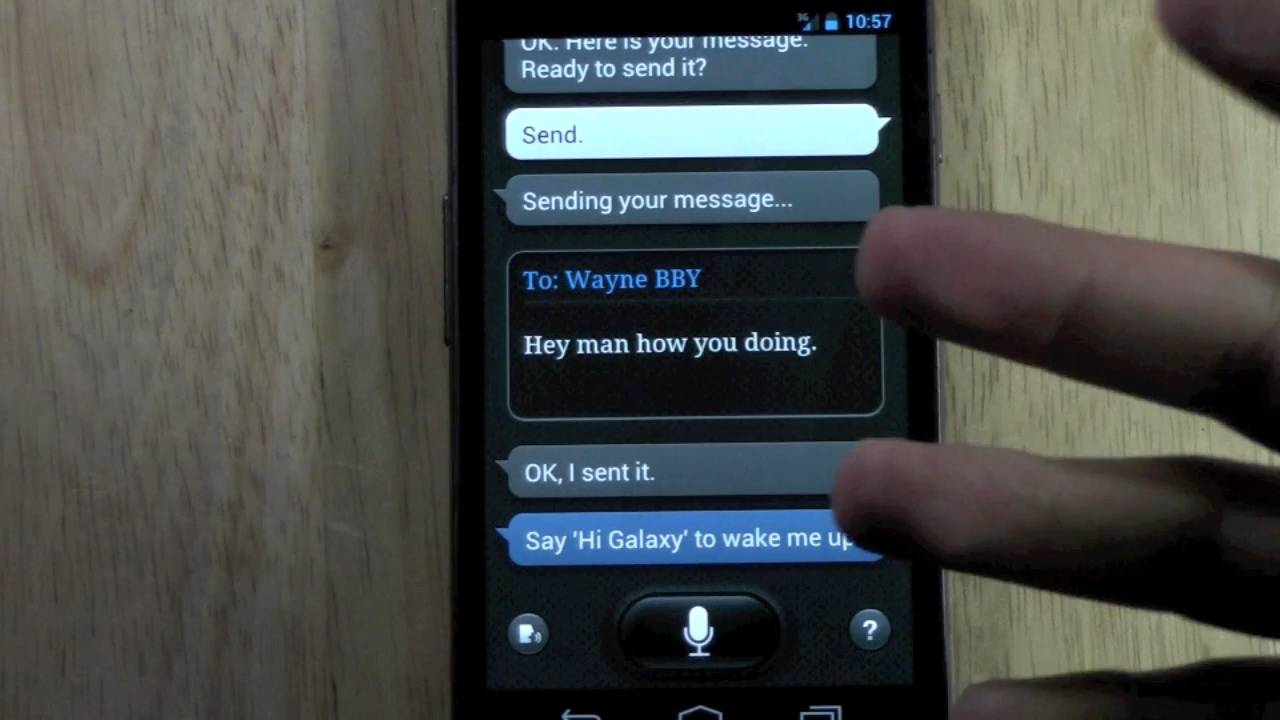 3G 10:57
OK. Here is your message.
Ready to send it?
Send.
Sending your message...
To: Wayne BBY
Hey man how you doing.
OK, I sent it.
Say 'Hi Galaxy' to wake me up
?